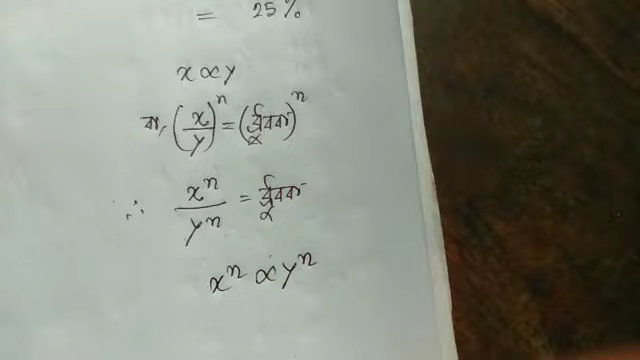 = 25%
x ∝ y
বা, (x/y)^n = (ধ্রুবক)^n
∴ x^n/y^n = ধ্রুবক
x^n ∝ y^n